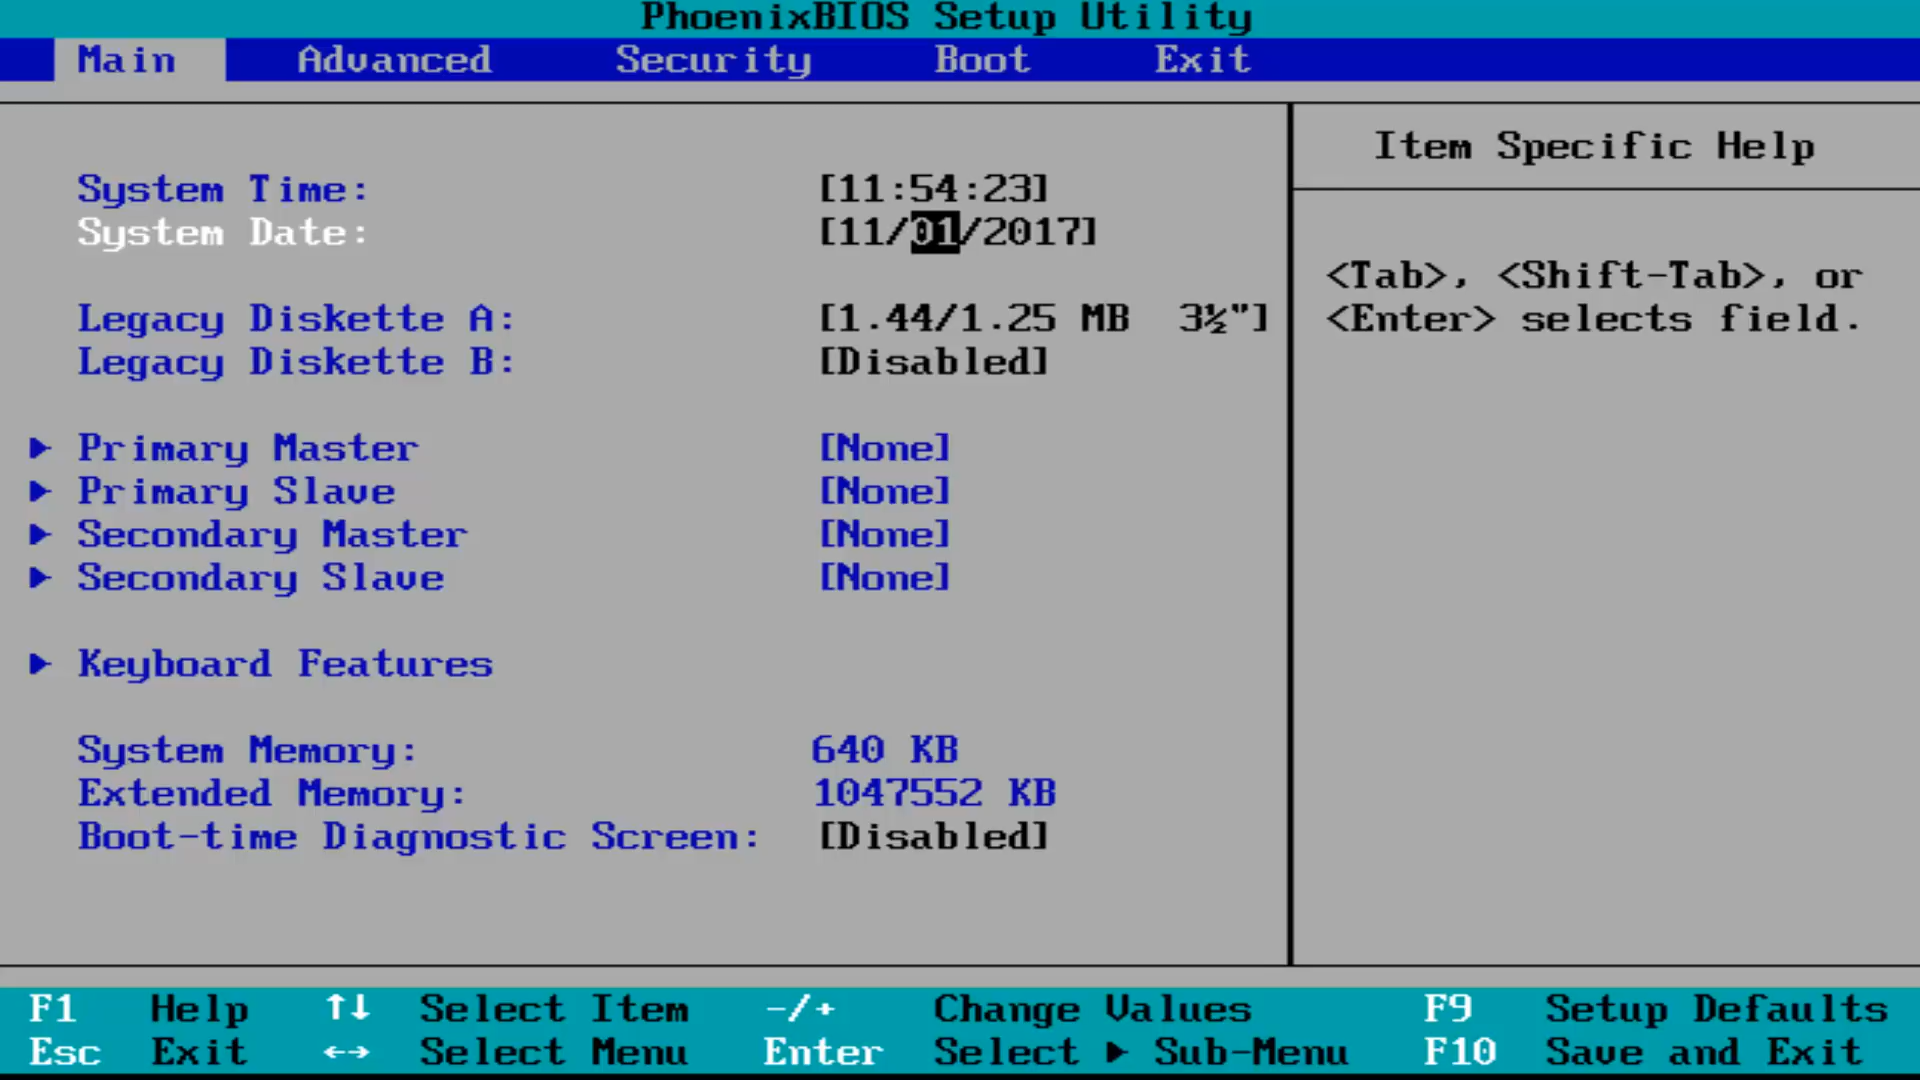 PhoenixBIOS Setup Utility
Main Advanced Security Boot Exit
Item Specific Help
System Time: [11:54:23]
System Date: [11/01/2017]
<Tab>, <Shift-Tab>, or
<Enter> selects field.
Legacy Diskette A: [1.44/1.25 MB 3½"]
Legacy Diskette B: [Disabled]
▶ Primary Master [None]
▶ Primary Slave [None]
▶ Secondary Master [None]
▶ Secondary Slave [None]
▶ Keyboard Features
System Memory: 640 KB
Extended Memory: 1047552 KB
Boot-time Diagnostic Screen: [Disabled]
F1 Help ↑↓ Select Item -/+ Change Values F9 Setup Defaults
Esc Exit ↔ Select Menu Enter Select ▶ Sub-Menu F10 Save and Exit